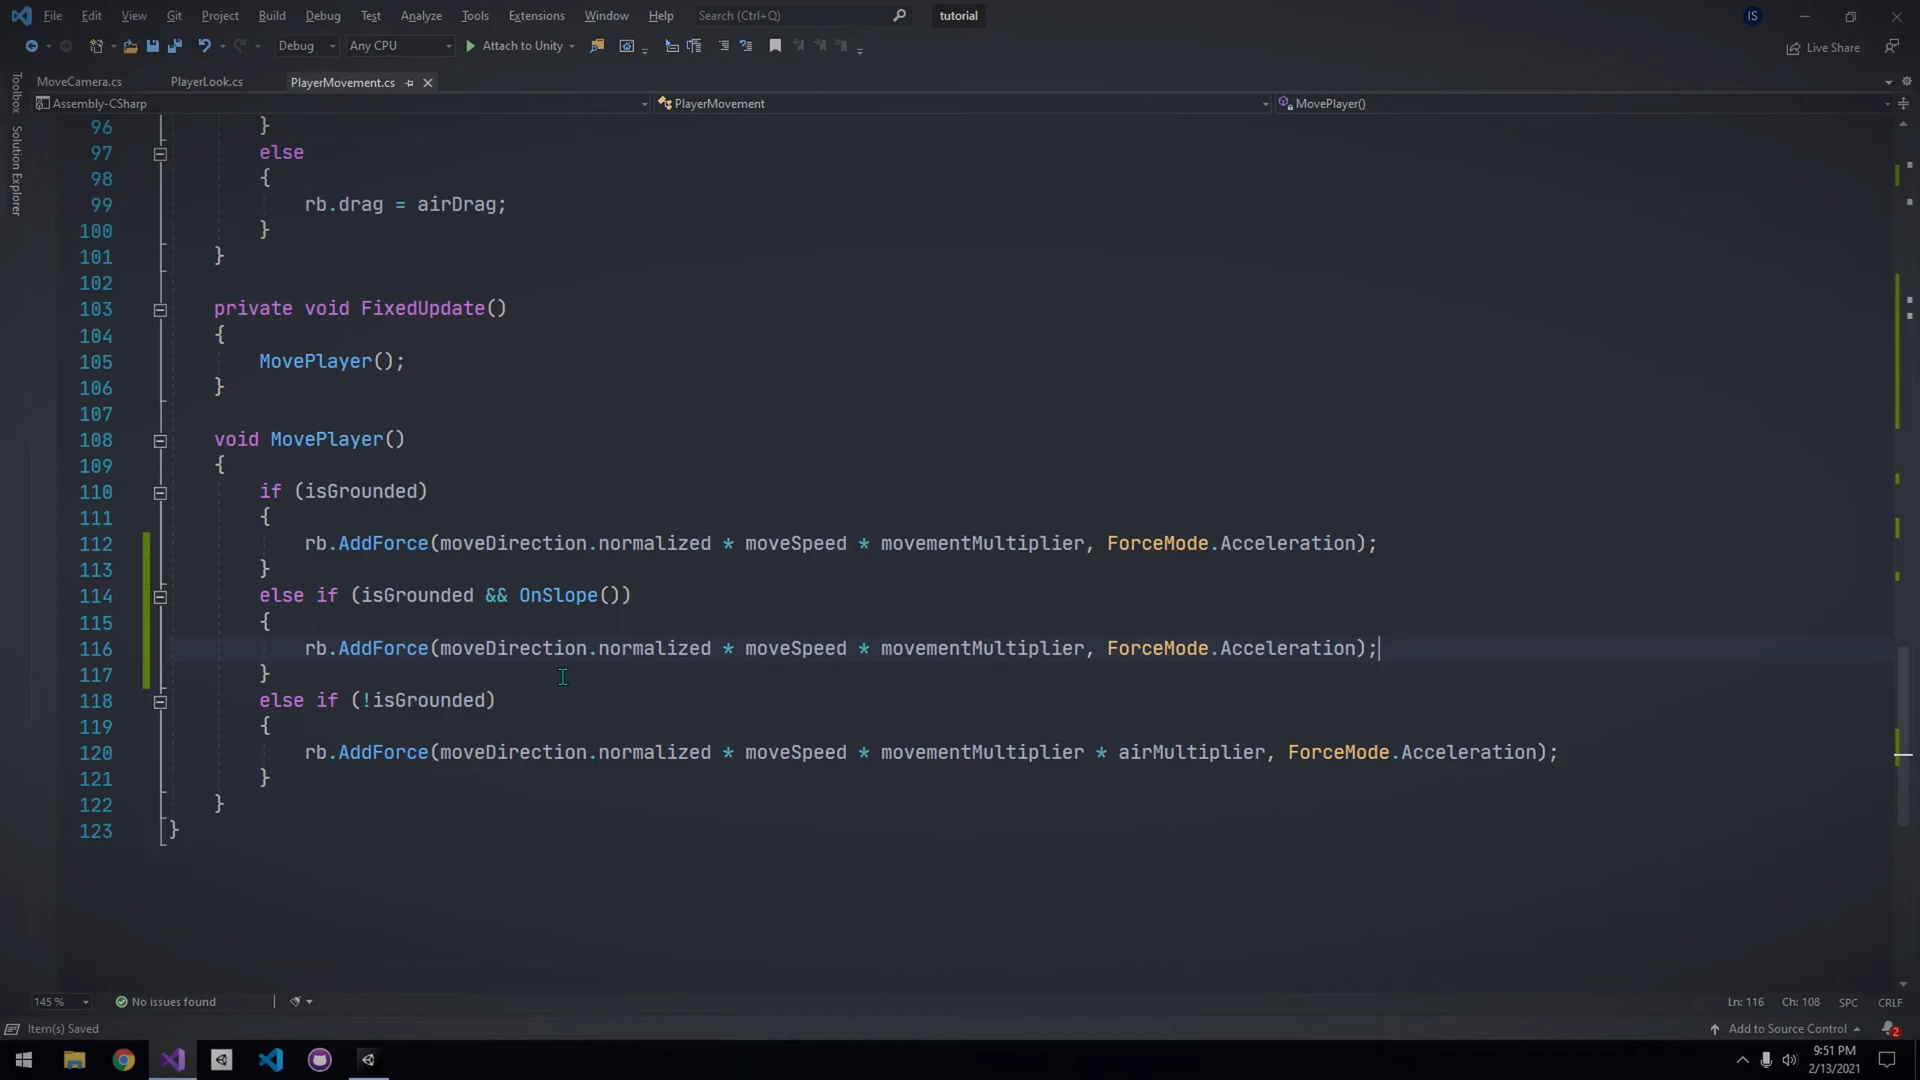 File Edit View Git Project Build Debug Test Analyze Tools Extensions Window Help Search (Ctrl+Q) tutorial IS
Debug Any CPU Attach to Unity Live Share
MoveCamera.cs PlayerLook.cs PlayerMovement.cs
Assembly-CSharp PlayerMovement MovePlayer()
Toolbox
Solution Explorer
96 }
97 else
98 {
99 rb.drag = airDrag;
100 }
101 }
102
103 private void FixedUpdate()
104 {
105 MovePlayer();
106 }
107
108 void MovePlayer()
109 {
110 if (isGrounded)
111 {
112 rb.AddForce(moveDirection.normalized * moveSpeed * movementMultiplier, ForceMode.Acceleration);
113 }
114 else if (isGrounded && OnSlope())
115 {
116 rb.AddForce(moveDirection.normalized * moveSpeed * movementMultiplier, ForceMode.Acceleration);
117 }
118 else if (!isGrounded)
119 {
120 rb.AddForce(moveDirection.normalized * moveSpeed * movementMultiplier * airMultiplier, ForceMode.Acceleration);
121 }
122 }
123 }
145 % No issues found Ln: 116 Ch: 108 SPC CRLF
Item(s) Saved Add to Source Control 2
9:51 PM
2/13/2021